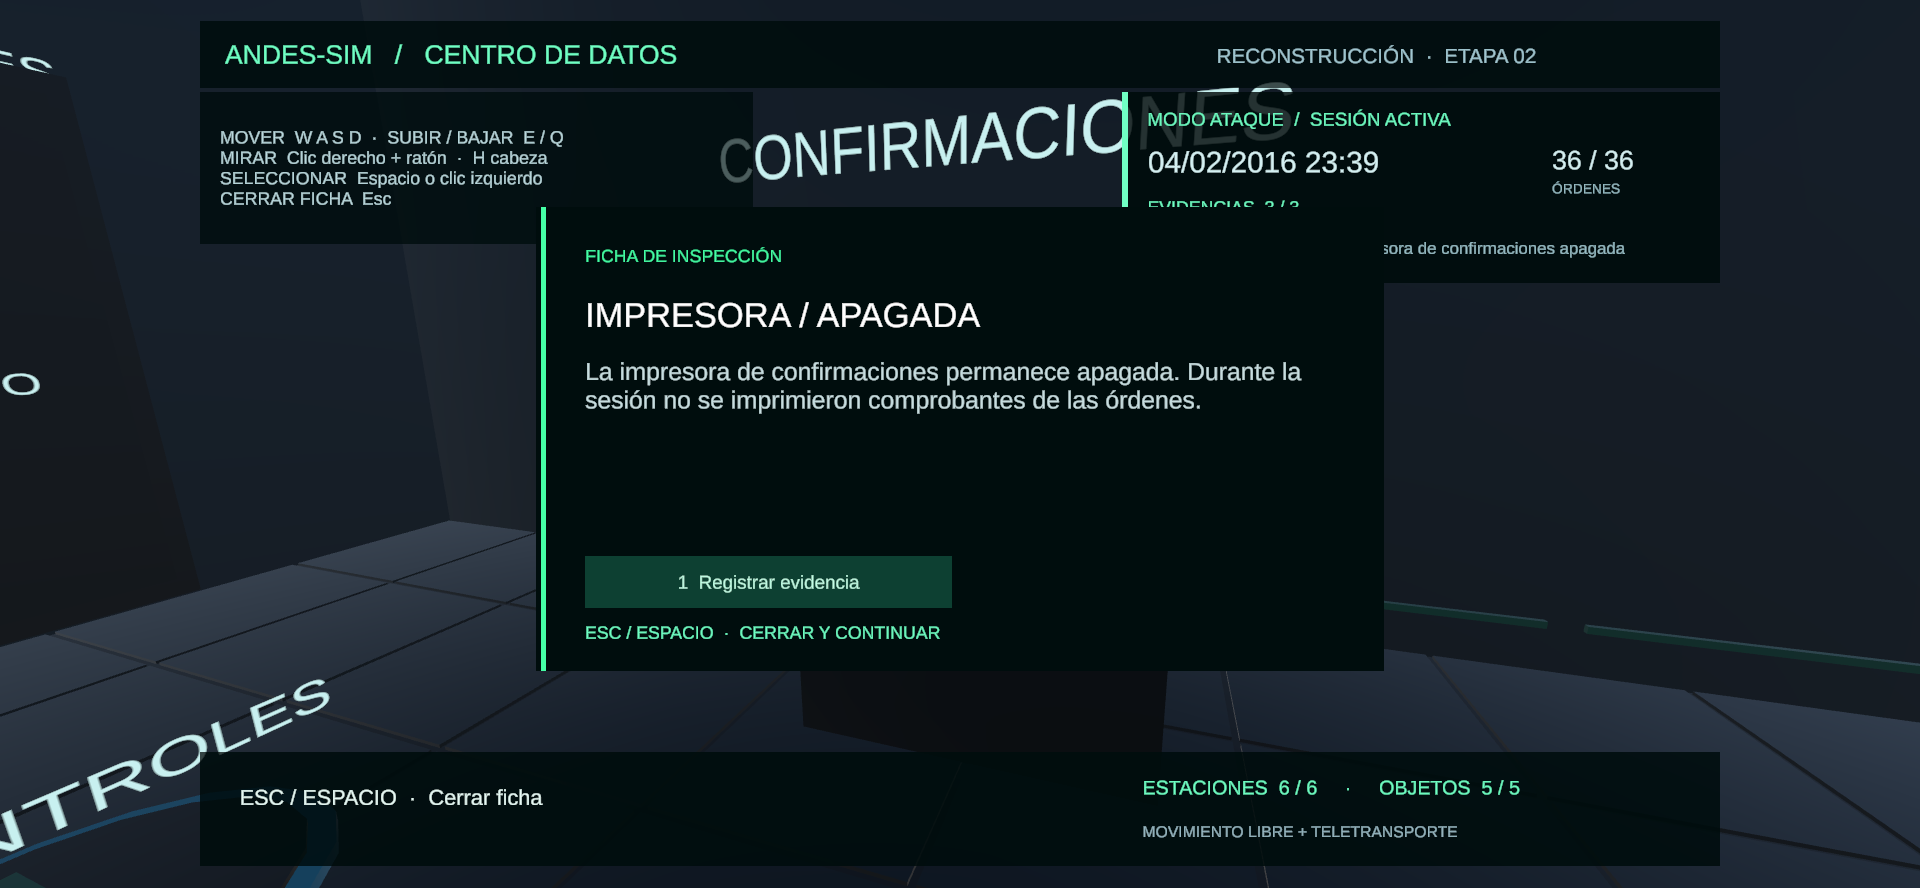 ANDES-SIM / CENTRO DE DATOS
RECONSTRUCCIÓN · ETAPA 02
MOVER W A S D · SUBIR / BAJAR E / Q
MIRAR Clic derecho + ratón · H cabeza
SELECCIONAR Espacio o clic izquierdo
CERRAR FICHA Esc
CONFIRMACIONES
MODO ATAQUE / SESIÓN ACTIVA
04/02/2016 23:39
36 / 36
ÓRDENES
EVIDENCIAS 3 / 3
sora de confirmaciones apagada
FICHA DE INSPECCIÓN
IMPRESORA / APAGADA
La impresora de confirmaciones permanece apagada. Durante la
sesión no se imprimieron comprobantes de las órdenes.
1 Registrar evidencia
ESC / ESPACIO · CERRAR Y CONTINUAR
O
NTROLES
ESC / ESPACIO · Cerrar ficha
ESTACIONES 6 / 6 · OBJETOS 5 / 5
MOVIMIENTO LIBRE + TELETRANSPORTE